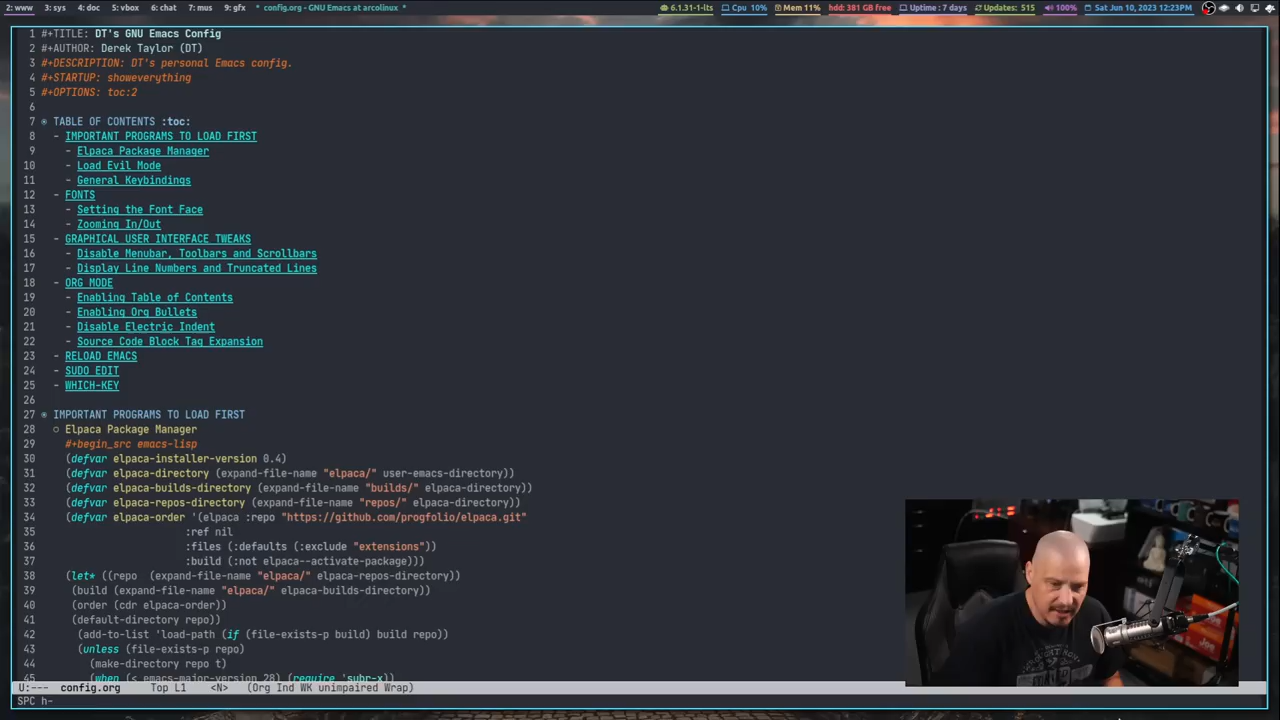 2: www 3: sys 4: doc 5: vbox 6: chat 7: mus 9: gfx * config.org - GNU Emacs at arcolinux * 6.1.31-1-lts Cpu 10% Mem 11% hdd: 381 GB free Uptime : 7 days Updates: 515 100% Sat Jun 10, 2023 12:23PM
1 #+TITLE: DT's GNU Emacs Config
2 #+AUTHOR: Derek Taylor (DT)
3 #+DESCRIPTION: DT's personal Emacs config.
4 #+STARTUP: showeverything
5 #+OPTIONS: toc:2
6
7 TABLE OF CONTENTS :toc:
8 - IMPORTANT PROGRAMS TO LOAD FIRST
9 - Elpaca Package Manager
10 - Load Evil Mode
11 - General Keybindings
12 - FONTS
13 - Setting the Font Face
14 - Zooming In/Out
15 - GRAPHICAL USER INTERFACE TWEAKS
16 - Disable Menubar, Toolbars and Scrollbars
17 - Display Line Numbers and Truncated Lines
18 - ORG MODE
19 - Enabling Table of Contents
20 - Enabling Org Bullets
21 - Disable Electric Indent
22 - Source Code Block Tag Expansion
23 - RELOAD EMACS
24 - SUDO EDIT
25 - WHICH-KEY
26
27 IMPORTANT PROGRAMS TO LOAD FIRST
28 Elpaca Package Manager
29 #+begin_src emacs-lisp
30 (defvar elpaca-installer-version 0.4)
31 (defvar elpaca-directory (expand-file-name "elpaca/" user-emacs-directory))
32 (defvar elpaca-builds-directory (expand-file-name "builds/" elpaca-directory))
33 (defvar elpaca-repos-directory (expand-file-name "repos/" elpaca-directory))
34 (defvar elpaca-order '(elpaca :repo "https://github.com/progfolio/elpaca.git"
35 :ref nil
36 :files (:defaults (:exclude "extensions"))
37 :build (:not elpaca--activate-package)))
38 (let* ((repo (expand-file-name "elpaca/" elpaca-repos-directory))
39 (build (expand-file-name "elpaca/" elpaca-builds-directory))
40 (order (cdr elpaca-order))
41 (default-directory repo))
42 (add-to-list 'load-path (if (file-exists-p build) build repo))
43 (unless (file-exists-p repo)
44 (make-directory repo t)
45 (when (< emacs-major-version 28) (require 'subr-x))
U:--- config.org Top L1 <N> (Org Ind WK unimpaired Wrap)
SPC h-